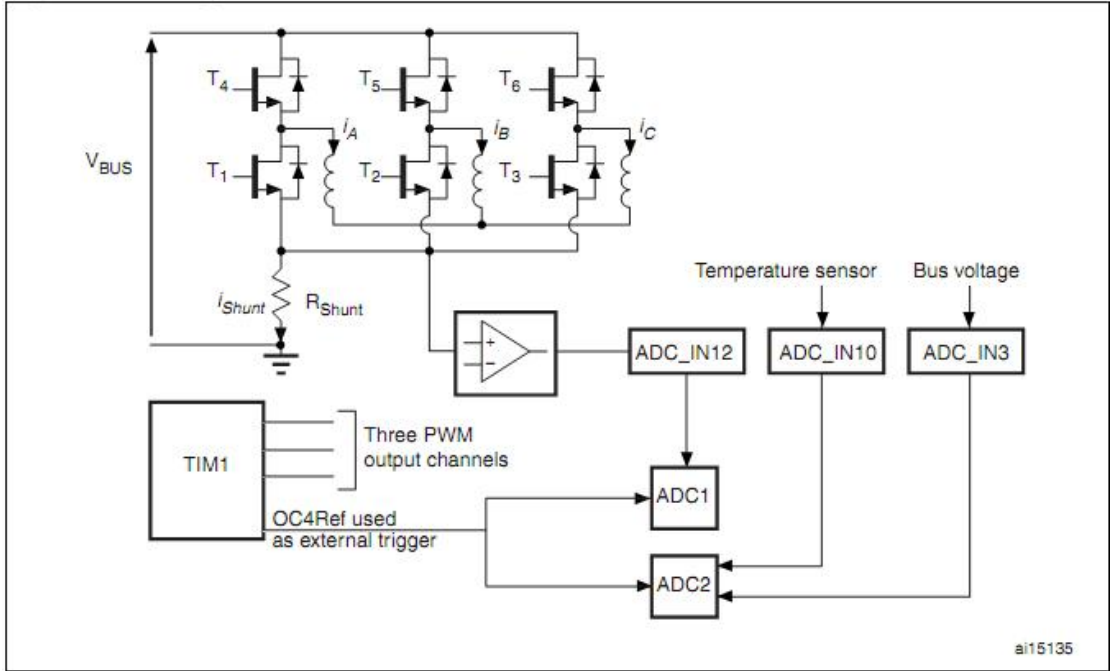 T4
T5
T6
iA
iB
iC
VBUS
T1
T2
T3
iShunt
RShunt
Temperature sensor
Bus voltage
+
−
ADC_IN12
ADC_IN10
ADC_IN3
TIM1
Three PWM
output channels
OC4Ref used
as external trigger
ADC1
ADC2
ai15135